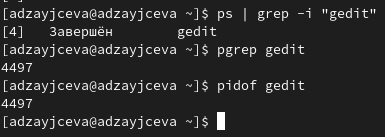 [adzayjceva@adzayjceva ~]$ ps | grep -i "gedit"
[4]   Завершён        gedit
[adzayjceva@adzayjceva ~]$ pgrep gedit
4497
[adzayjceva@adzayjceva ~]$ pidof gedit
4497
[adzayjceva@adzayjceva ~]$